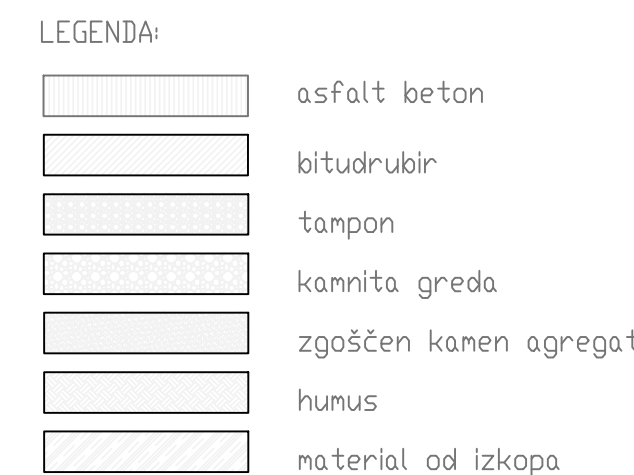 LEGENDA:
asfalt beton
bitudrubir
tampon
kamnita greda
zgoščen kamen agregat
humus
material od izkopa